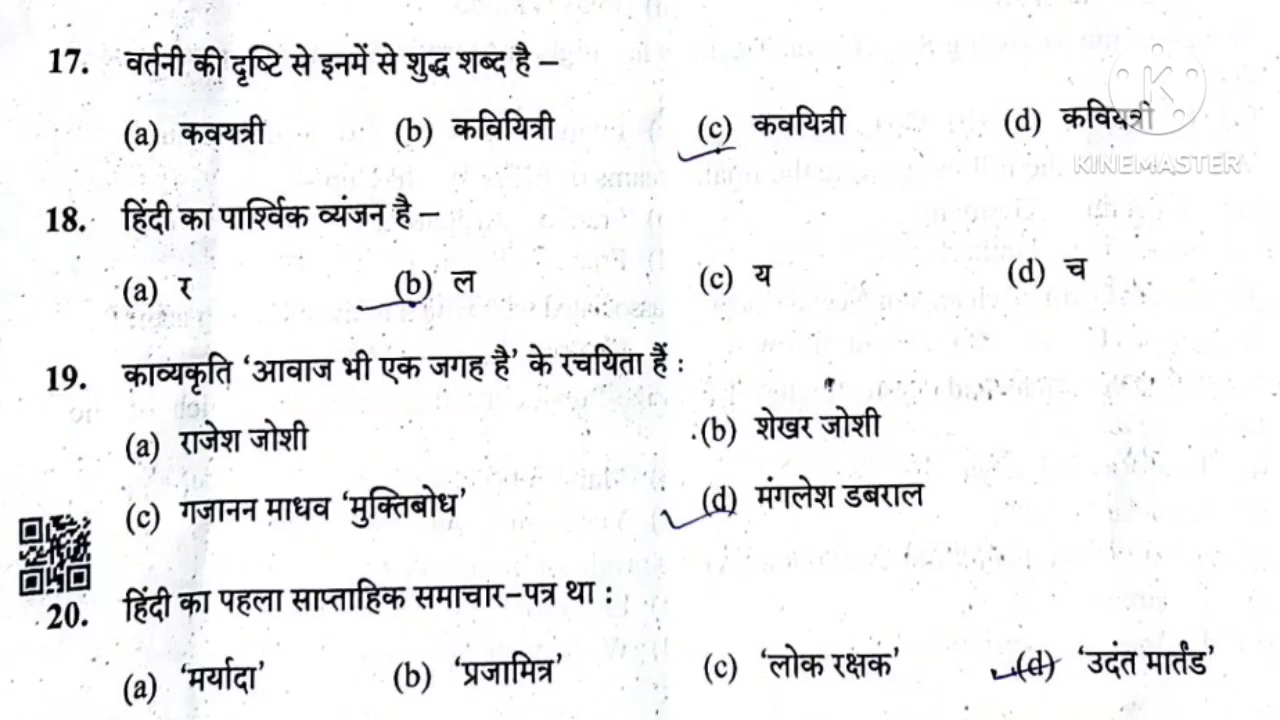 17. वर्तनी की दृष्टि से इनमें से शुद्ध शब्द है –
(a) कवयत्री (b) कवियित्री (c) कवयित्री (d) कवियत्री
KINEMASTER
18. हिंदी का पार्श्विक व्यंजन है –
(a) र (b) ल (c) य (d) च
19. काव्यकृति 'आवाज भी एक जगह है' के रचयिता हैं :
(a) राजेश जोशी (b) शेखर जोशी
(c) गजानन माधव 'मुक्तिबोध' (d) मंगलेश डबराल
20. हिंदी का पहला साप्ताहिक समाचार-पत्र था :
(a) 'मर्यादा' (b) 'प्रजामित्र' (c) 'लोक रक्षक' (d) 'उदंत मार्तंड'